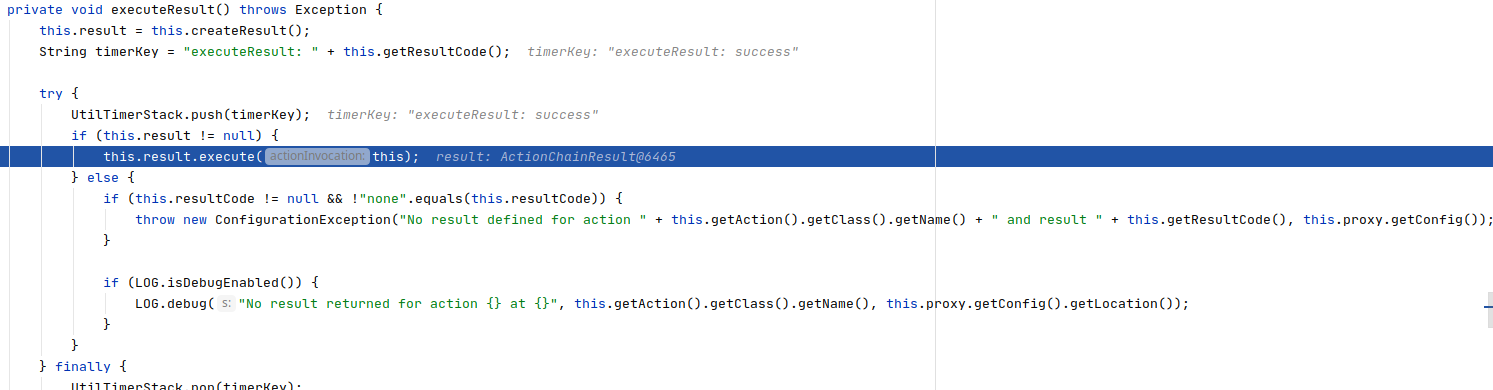 private void executeResult() throws Exception {
    this.result = this.createResult();
    String timerKey = "executeResult: " + this.getResultCode();  timerKey: "executeResult: success"

    try {
        UtilTimerStack.push(timerKey);  timerKey: "executeResult: success"
        if (this.result != null) {
            this.result.execute( actionInvocation: this);  result: ActionChainResult@6465
        } else {
            if (this.resultCode != null && !"none".equals(this.resultCode)) {
                throw new ConfigurationException("No result defined for action " + this.getAction().getClass().getName() + " and result " + this.getResultCode(), this.proxy.getConfig());
            }

            if (LOG.isDebugEnabled()) {
                LOG.debug( s: "No result returned for action {} at {}", this.getAction().getClass().getName(), this.proxy.getConfig().getLocation());
            }
        }
    } finally {
        UtilTimerStack.pop(timerKey);